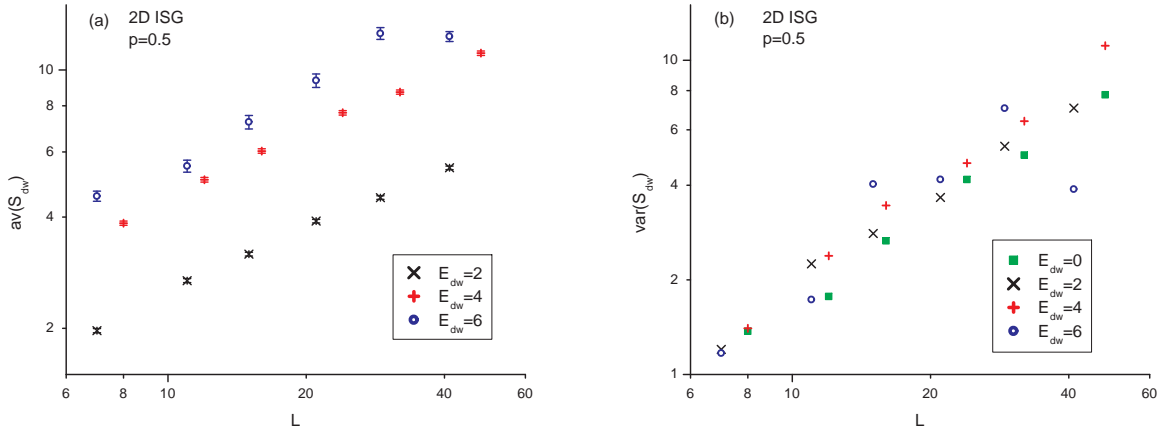 (a)
2D ISG
p=0.5
10
8
6
4
2
6
8
10
20
40
60
av(S_dw)
L
E_dw=2
E_dw=4
E_dw=6
(b)
2D ISG
p=0.5
10
8
6
4
2
1
6
8
10
20
40
60
var(S_dw)
L
E_dw=0
E_dw=2
E_dw=4
E_dw=6